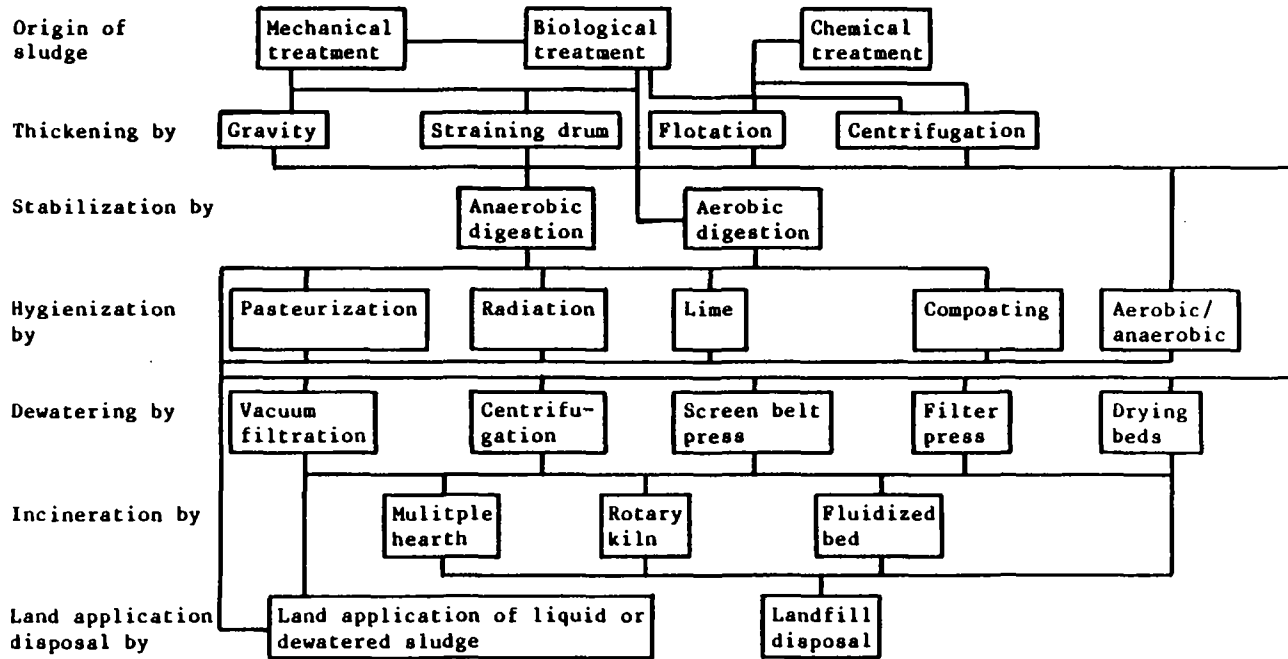 Origin of
sludge
Mechanical
treatment
Biological
treatment
Chemical
treatment
Thickening by
Gravity
Straining drum
Flotation
Centrifugation
Stabilization by
Anaerobic
digestion
Aerobic
digestion
Hygienization
by
Pasteurization
Radiation
Lime
Composting
Aerobic/
anaerobic
Dewatering by
Vacuum
filtration
Centrifu-
gation
Screen belt
press
Filter
press
Drying
beds
Incineration by
Mulitple
hearth
Rotary
kiln
Fluidized
bed
Land application
disposal by
Land application of liquid or
dewatered sludge
Landfill
disposal